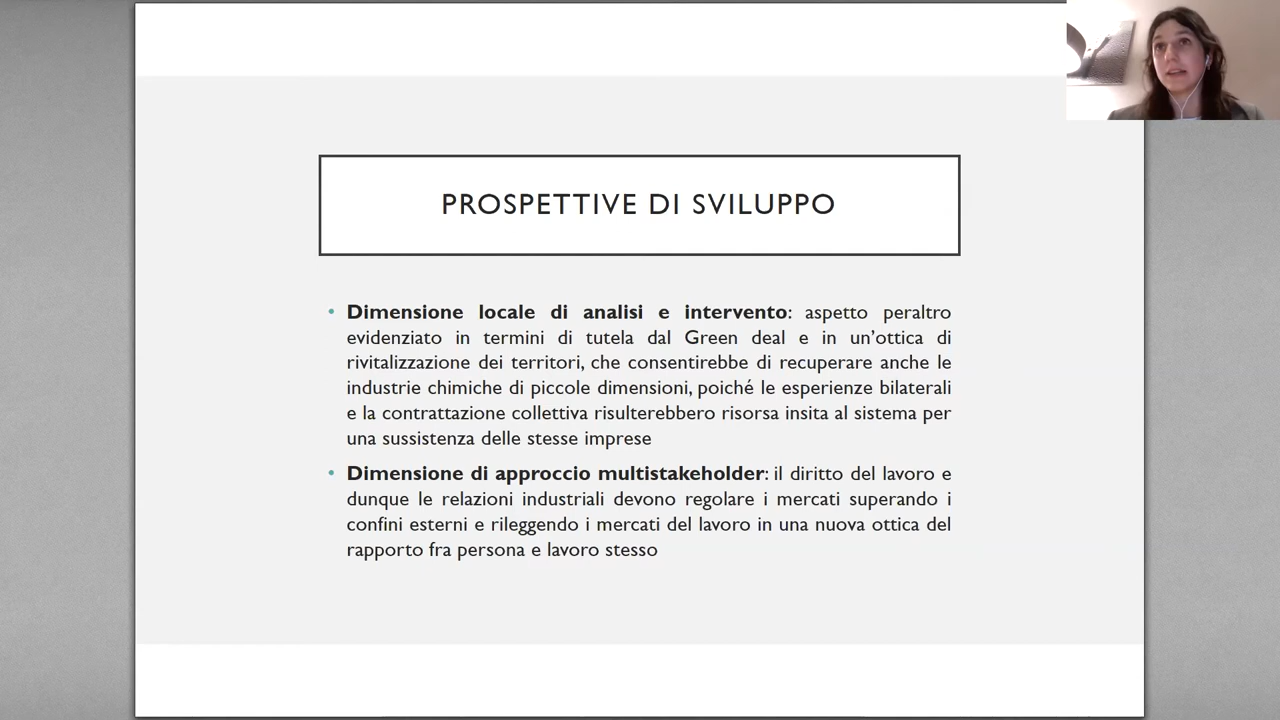 PROSPETTIVE DI SVILUPPO
• Dimensione locale di analisi e intervento: aspetto peraltro
evidenziato in termini di tutela dal Green deal e in un’ottica di
rivitalizzazione dei territori, che consentirebbe di recuperare anche le
industrie chimiche di piccole dimensioni, poiché le esperienze bilaterali
e la contrattazione collettiva risulterebbero risorsa insita al sistema per
una sussistenza delle stesse imprese
• Dimensione di approccio multistakeholder: il diritto del lavoro e
dunque le relazioni industriali devono regolare i mercati superando i
confini esterni e rileggendo i mercati del lavoro in una nuova ottica del
rapporto fra persona e lavoro stesso